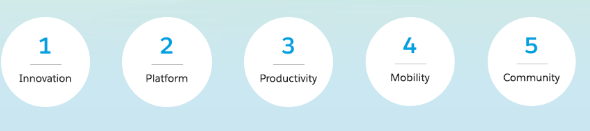 1
Innovation
2
Platform
3
Productivity
4
Mobility
5
Community